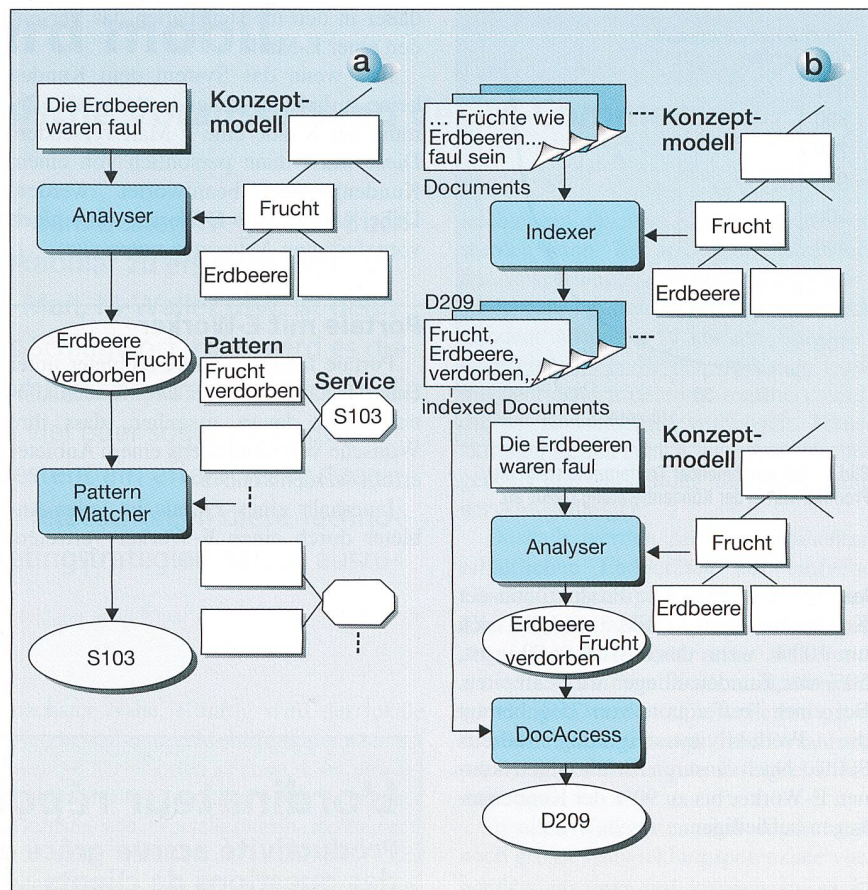 a
Die Erdbeeren
waren faul
Konzept-
modell
Analyser
Frucht
Erdbeere
Erdbeere
Frucht
verdorben
Pattern
Frucht
verdorben
Service
S103
Pattern
Matcher
S103
b
... Früchte wie
Erdbeeren...
faul sein
Documents
Konzept-
modell
Indexer
Frucht
Erdbeere
D209
Frucht,
Erdbeere,
verdorben,..
indexed Documents
Die Erdbeeren
waren faul
Konzept-
modell
Analyser
Frucht
Erdbeere
Erdbeere
Frucht
verdorben
DocAccess
D209